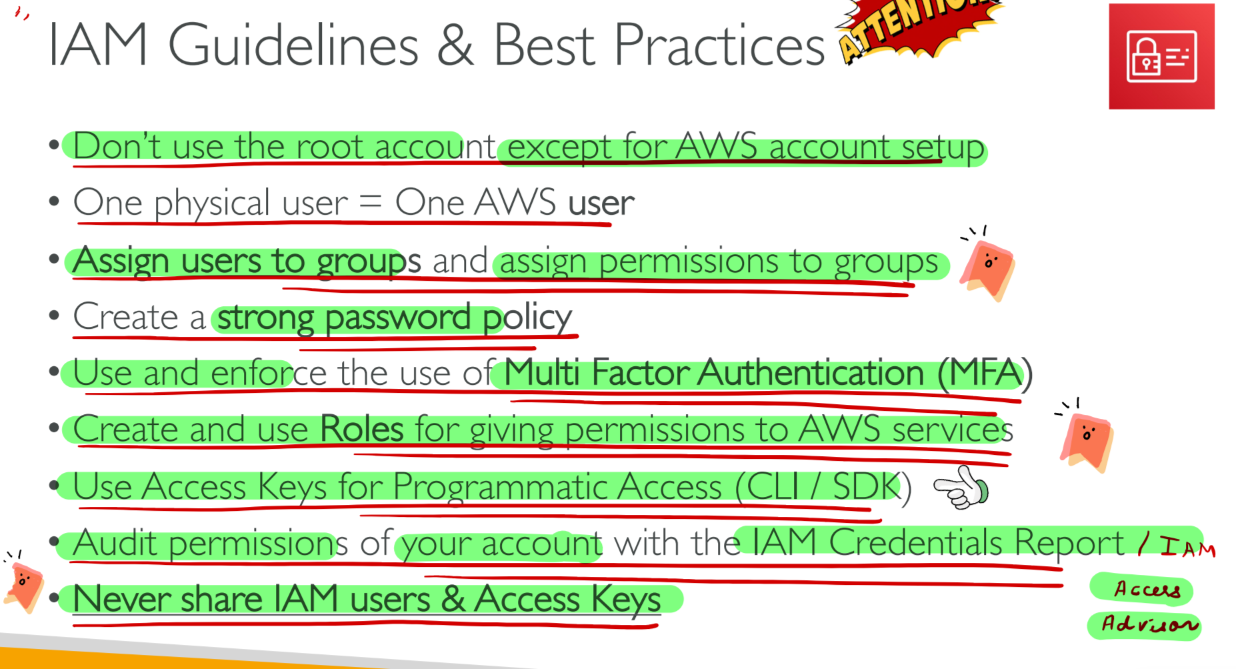 ATTENTION!
IAM Guidelines & Best Practices
• Don't use the root account except for AWS account setup
• One physical user = One AWS user
• Assign users to groups and assign permissions to groups
• Create a strong password policy
• Use and enforce the use of Multi Factor Authentication (MFA)
• Create and use Roles for giving permissions to AWS services
• Use Access Keys for Programmatic Access (CLI / SDK)
• Audit permissions of your account with the IAM Credentials Report / IAM
Access
Advisor
• Never share IAM users & Access Keys